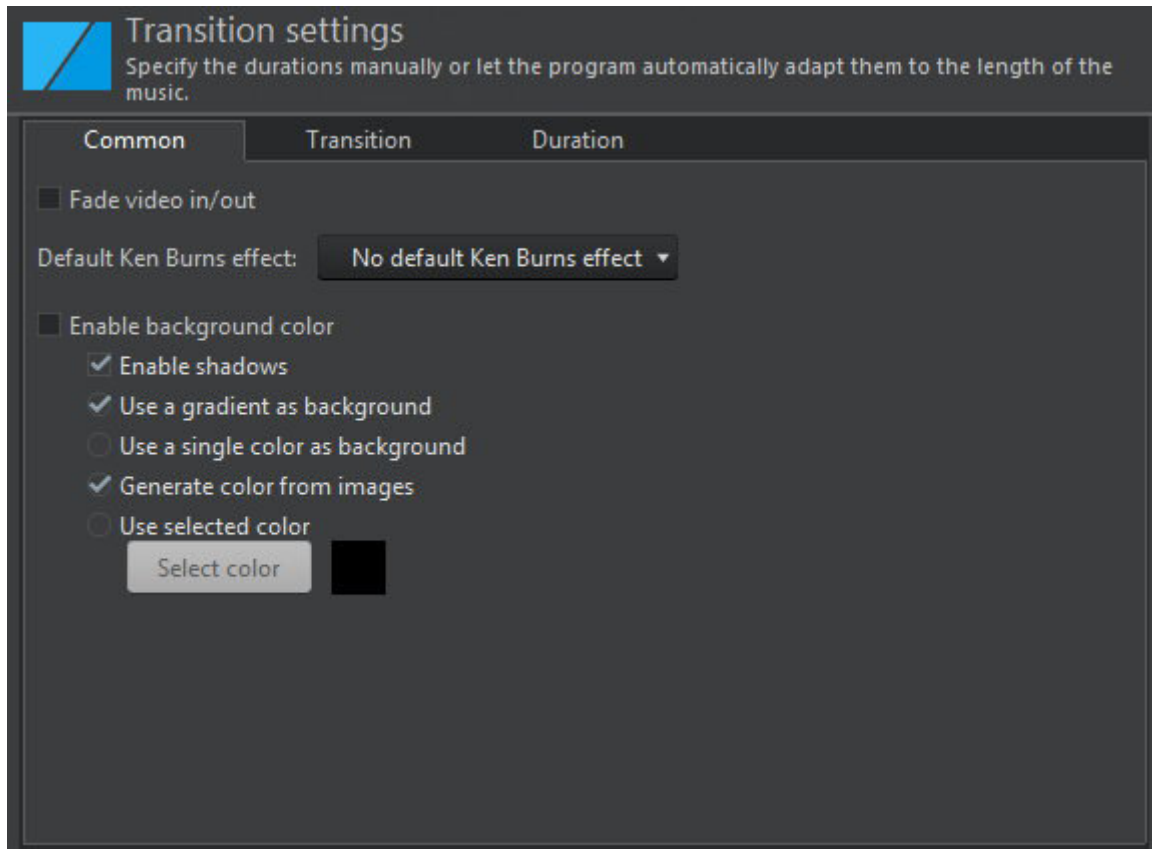 Transition settings
Specify the durations manually or let the program automatically adapt them to the length of the
music.
Common Transition Duration
Fade video in/out
Default Ken Burns effect: No default Ken Burns effect
Enable background color
Enable shadows
Use a gradient as background
Use a single color as background
Generate color from images
Use selected color
Select color